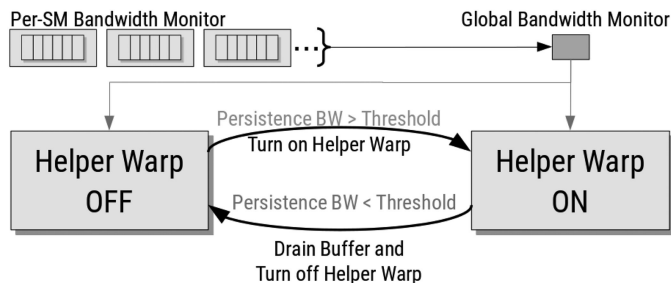 Per-SM Bandwidth Monitor
Global Bandwidth Monitor
...
Persistence BW > Threshold
Turn on Helper Warp
Helper Warp
OFF
Helper Warp
ON
Persistence BW < Threshold
Drain Buffer and
Turn off Helper Warp